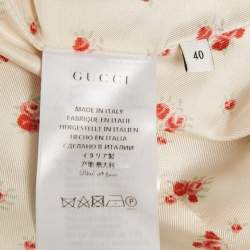 40
GUCCI
MADE IN ITALY
FABRIQUE EN ITALIE
HERGESTELLT IN ITALIEN
HECHO EN ITALIA
产地 意大利
СДЕЛАНО В ИТАЛИИ
イタリア製